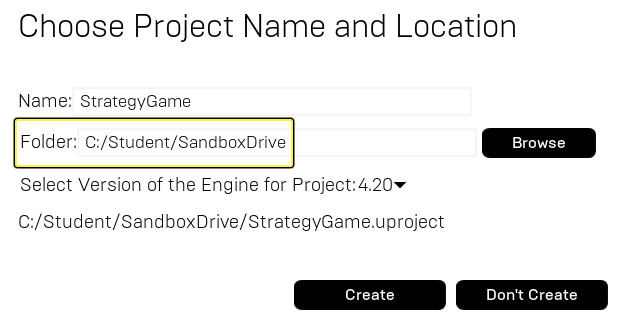 Choose Project Name and Location
Name: StrategyGame
Folder: C:/Student/SandboxDrive Browse
Select Version of the Engine for Project: 4.20
C:/Student/SandboxDrive/StrategyGame.uproject
Create Don't Create